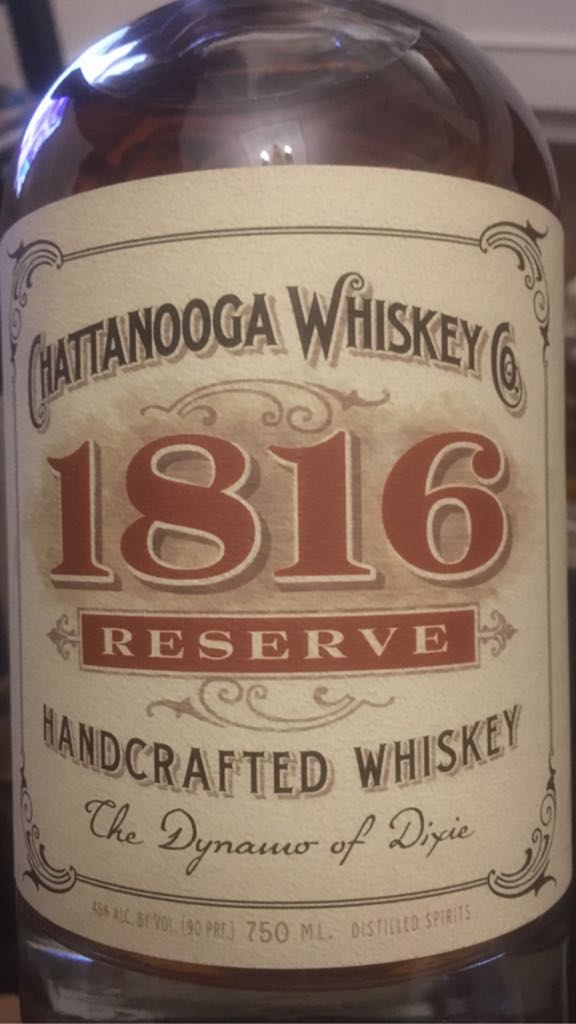 CHATTANOOGA WHISKEY Co.
1816
RESERVE
HANDCRAFTED WHISKEY
The Dynamo of Dixie
45% ALC. BY VOL. (90 PRF.) 750 ML. DISTILLED SPIRITS